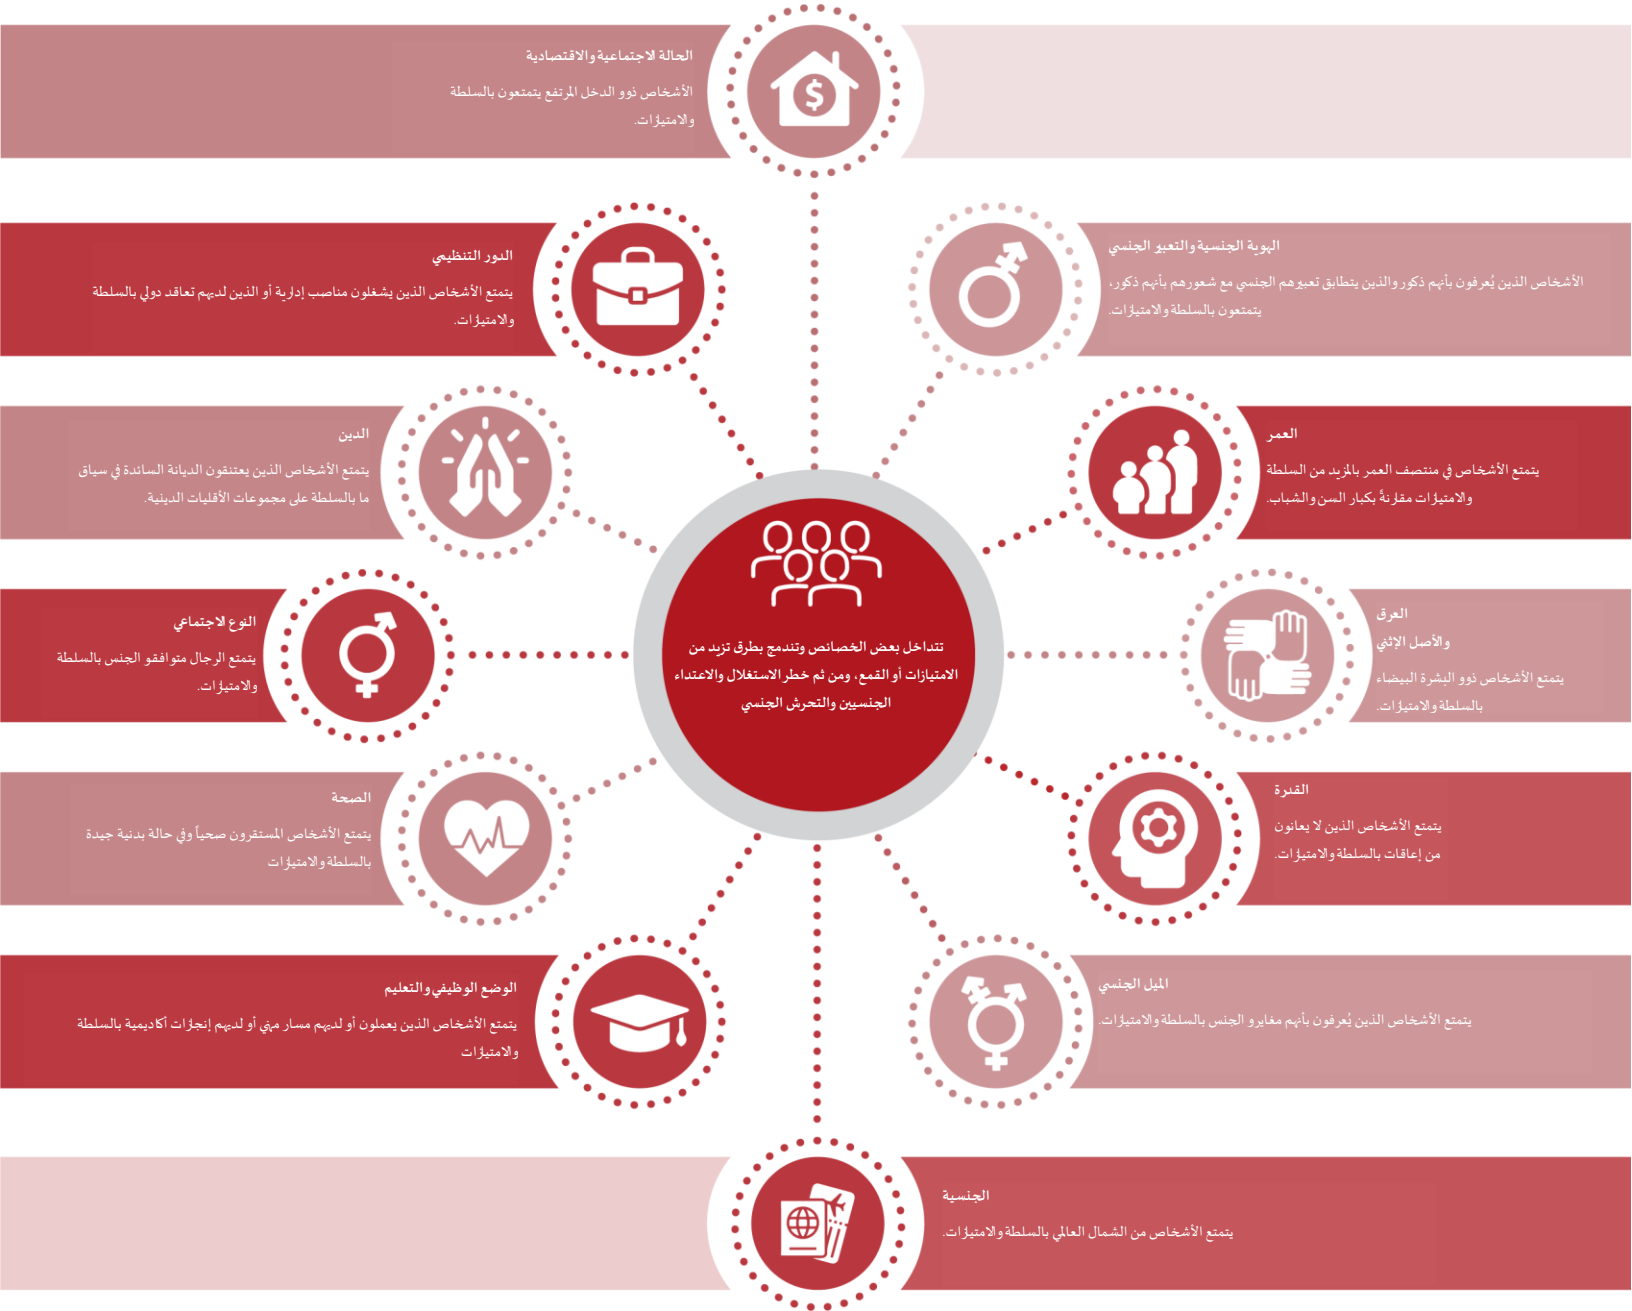 الحالة الاجتماعية والاقتصادية
الأشخاص ذوو الدخل المرتفع يتمتعون بالسلطة
والامتيازات.
الهوية الجنسية والتعبير الجنسي
الأشخاص الذين يُعرفون بأنهم ذكور والذين يتطابق تعبيرهم الجنسي مع شعورهم بأنهم ذكور،
يتمتعون بالسلطة والامتيازات.
الدور التنظيمي
يتمتع الأشخاص الذين يشغلون مناصب إدارية أو الذين لديهم تعاقد دولي بالسلطة
والامتيازات.
العمر
يتمتع الأشخاص في منتصف العمر بالمزيد من السلطة
والامتيازات مقارنةً بكبار السن والشباب.
الدين
يتمتع الأشخاص الذين يعتنقون الديانة السائدة في سياق
ما بالسلطة على مجموعات الأقليات الدينية.
العرق
والأصل الإثني
يتمتع الأشخاص ذوو البشرة البيضاء
بالسلطة والامتيازات.
تتداخل بعض الخصائص وتندمج بطرق تزيد من
الامتيازات أو القمع، ومن ثم خطر الاستغلال والاعتداء
الجنسيين والتحرش الجنسي
النوع الاجتماعي
يتمتع الرجال متوافقو الجنس بالسلطة
والامتيازات.
القدرة
يتمتع الأشخاص الذين لا يعانون
من إعاقات بالسلطة والامتيازات.
الصحة
يتمتع الأشخاص المستقرون صحياً وفي حالة بدنية جيدة
بالسلطة والامتيازات
الميل الجنسي
يتمتع الأشخاص الذين يُعرفون بأنهم مغايرو الجنس بالسلطة والامتيازات.
الوضع الوظيفي والتعليم
يتمتع الأشخاص الذين يعملون أو لديهم مسار مهني أو لديهم إنجازات أكاديمية بالسلطة
والامتيازات
الجنسية
يتمتع الأشخاص من الشمال العالمي بالسلطة والامتيازات.